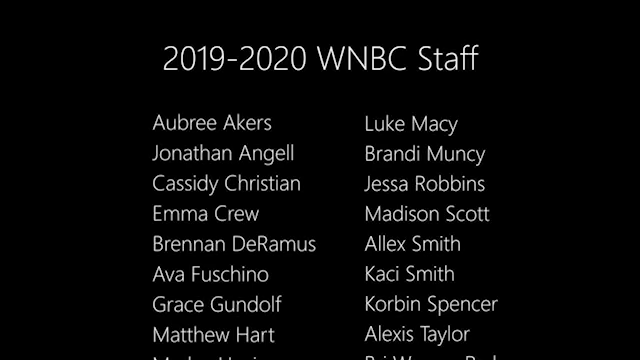 2019-2020 WNBC Staff
Aubree Akers
Jonathan Angell
Cassidy Christian
Emma Crew
Brennan DeRamus
Ava Fuschino
Grace Gundolf
Matthew Hart
Luke Macy
Brandi Muncy
Jessa Robbins
Madison Scott
Allex Smith
Kaci Smith
Korbin Spencer
Alexis Taylor